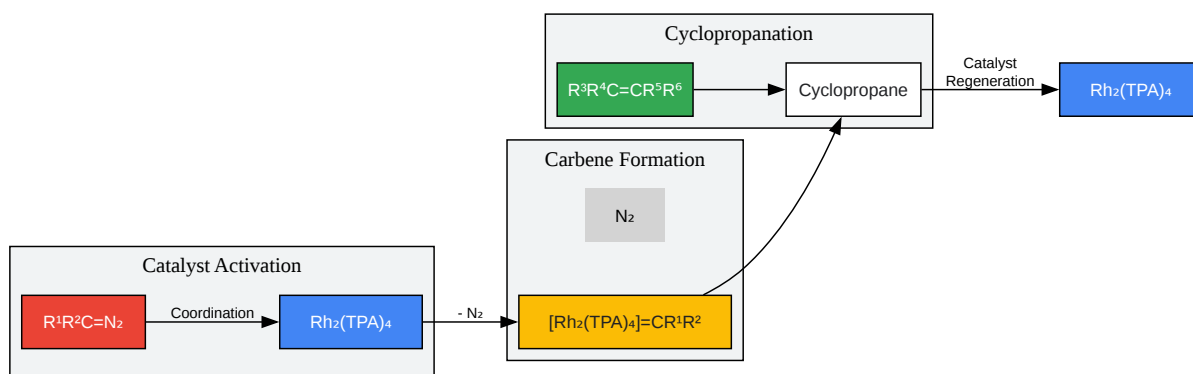 Cyclopropanation
R³R⁴C=CR⁵R⁶
Cyclopropane
Catalyst
Regeneration
Rh₂(TPA)₄
Carbene Formation
N₂
[Rh₂(TPA)₄]=CR¹R²
Catalyst Activation
R¹R²C=N₂
Coordination
Rh₂(TPA)₄
- N₂